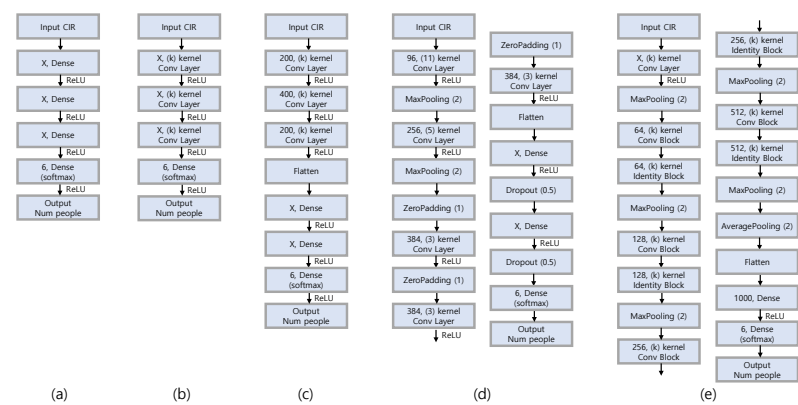 Input CIR
X, Dense
ReLU
X, Dense
ReLU
X, Dense
ReLU
6, Dense
(softmax)
ReLU
Output
Num people
(a)
Input CIR
X, (k) kernel
Conv Layer
ReLU
X, (k) kernel
Conv Layer
ReLU
X, (k) kernel
Conv Layer
ReLU
6, Dense
(softmax)
ReLU
Output
Num people
(b)
Input CIR
200, (k) kernel
Conv Layer
ReLU
400, (k) kernel
Conv Layer
ReLU
200, (k) kernel
Conv Layer
ReLU
Flatten
X, Dense
ReLU
X, Dense
ReLU
6, Dense
(softmax)
ReLU
Output
Num people
(c)
Input CIR
96, (11) kernel
Conv Layer
ReLU
MaxPooling (2)
256, (5) kernel
Conv Layer
ReLU
MaxPooling (2)
ZeroPadding (1)
384, (3) kernel
Conv Layer
ReLU
ZeroPadding (1)
384, (3) kernel
Conv Layer
ReLU
ZeroPadding (1)
384, (3) kernel
Conv Layer
ReLU
Flatten
X, Dense
Dropout (0.5)
X, Dense
ReLU
Dropout (0.5)
6, Dense
(softmax)
Output
Num people
(d)
Input CIR
X, (k) kernel
Conv Layer
ReLU
MaxPooling (2)
64, (k) kernel
Conv Block
64, (k) kernel
Identity Block
MaxPooling (2)
128, (k) kernel
Conv Block
128, (k) kernel
Identity Block
MaxPooling (2)
256, (k) kernel
Conv Block
256, (k) kernel
Identity Block
MaxPooling (2)
512, (k) kernel
Conv Block
512, (k) kernel
Identity Block
MaxPooling (2)
AveragePooling (2)
Flatten
1000, Dense
ReLU
6, Dense
(softmax)
Output
Num people
(e)